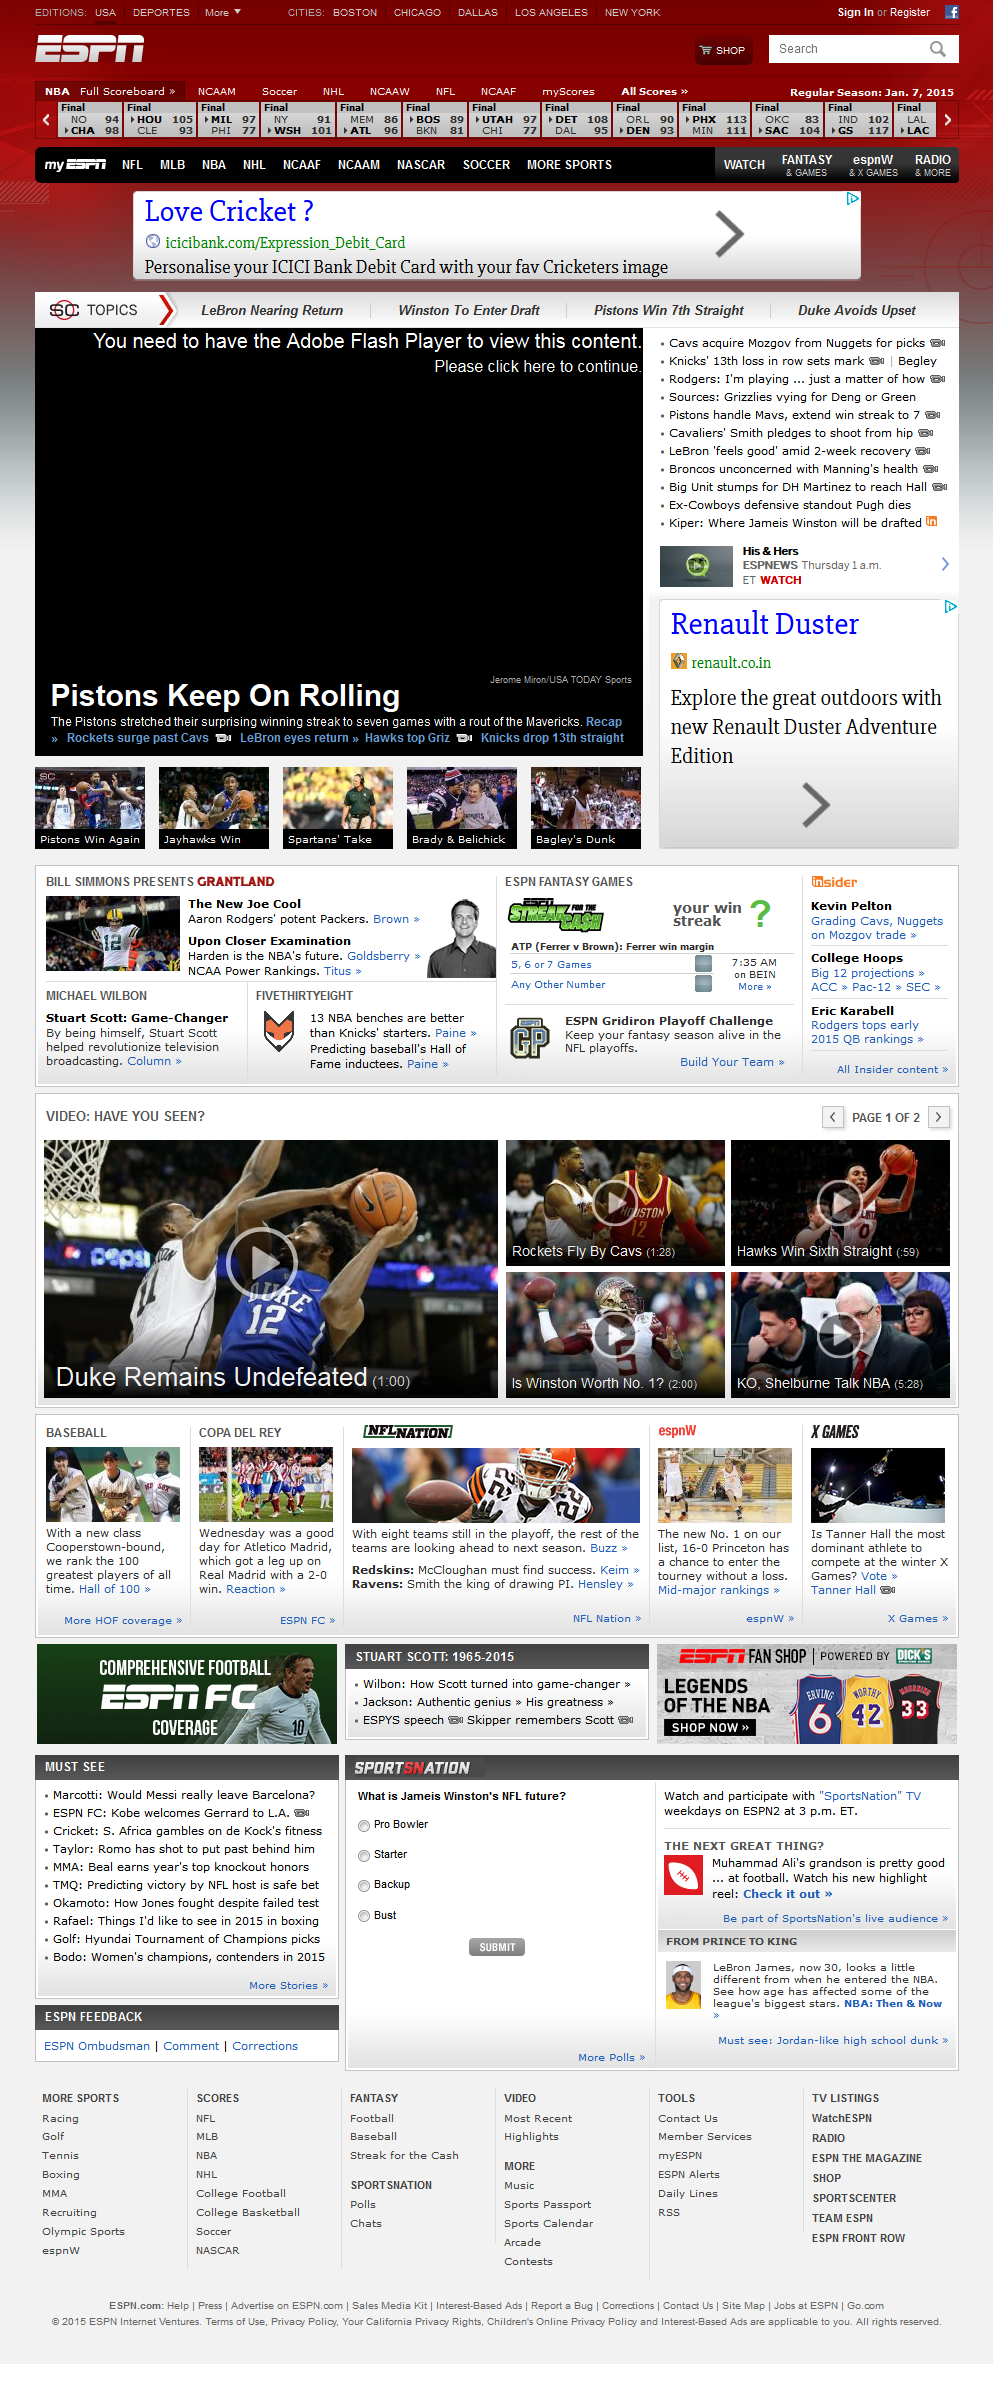 EDITIONS: USA DEPORTES More CITIES: BOSTON CHICAGO DALLAS LOS ANGELES NEW YORK Sign In or Register
ESPN SHOP Search
NBA Full Scoreboard » NCAAM Soccer NHL NCAAW NFL NCAAF myScores All Scores » Regular Season: Jan. 7, 2015
Final Final Final Final Final Final Final Final Final Final Final Final Final
NO 94 HOU 105 MIL 97 NY 91 MEM 86 BOS 89 UTAH 97 DET 108 ORL 90 PHX 113 OKC 83 IND 102 LAL
CHA 98 CLE 93 PHI 77 WSH 101 ATL 96 BKN 81 CHI 77 DAL 95 DEN 93 MIN 111 SAC 104 GS 117 LAC
my ESPN NFL MLB NBA NHL NCAAF NCAAM NASCAR SOCCER MORE SPORTS WATCH FANTASY & GAMES espnW & X GAMES RADIO & MORE
Love Cricket ?
icicibank.com/Expression_Debit_Card
Personalise your ICICI Bank Debit Card with your fav Cricketers image
SC TOPICS LeBron Nearing Return Winston To Enter Draft Pistons Win 7th Straight Duke Avoids Upset
You need to have the Adobe Flash Player to view this content.
Please click here to continue.
Jerome Miron/USA TODAY Sports
Pistons Keep On Rolling
The Pistons stretched their surprising winning streak to seven games with a rout of the Mavericks. Recap
» Rockets surge past Cavs LeBron eyes return » Hawks top Griz Knicks drop 13th straight
Pistons Win Again Jayhawks Win Spartans' Take Brady & Belichick Bagley's Dunk
Cavs acquire Mozgov from Nuggets for picks
Knicks' 13th loss in row sets mark | Begley
Rodgers: I'm playing ... just a matter of how
Sources: Grizzlies vying for Deng or Green
Pistons handle Mavs, extend win streak to 7
Cavaliers' Smith pledges to shoot from hip
LeBron 'feels good' amid 2-week recovery
Broncos unconcerned with Manning's health
Big Unit stumps for DH Martinez to reach Hall
Ex-Cowboys defensive standout Pugh dies
Kiper: Where Jameis Winston will be drafted in
His & Hers
ESPNEWS Thursday 1 a.m.
ET WATCH
Renault Duster
renault.co.in
Explore the great outdoors with
new Renault Duster Adventure
Edition
BILL SIMMONS PRESENTS GRANTLAND
The New Joe Cool
Aaron Rodgers' potent Packers. Brown »
Upon Closer Examination
Harden is the NBA's future. Goldsberry »
NCAA Power Rankings. Titus »
MICHAEL WILBON
Stuart Scott: Game-Changer
By being himself, Stuart Scott
helped revolutionize television
broadcasting. Column »
FIVETHIRTYEIGHT
13 NBA benches are better
than Knicks' starters. Paine »
Predicting baseball's Hall of
Fame inductees. Paine »
ESPN FANTASY GAMES
STREAK FOR THE CASH your win streak ?
ATP (Ferrer v Brown): Ferrer win margin
5, 6 or 7 Games
Any Other Number
7:35 AM
on BEIN
More »
GP
ESPN Gridiron Playoff Challenge
Keep your fantasy season alive in the
NFL playoffs.
Build Your Team »
insider
Kevin Pelton
Grading Cavs, Nuggets
on Mozgov trade »
College Hoops
Big 12 projections »
ACC » Pac-12 » SEC »
Eric Karabell
Rodgers tops early
2015 QB rankings »
All Insider content »
VIDEO: HAVE YOU SEEN? PAGE 1 OF 2
Duke Remains Undefeated (1:00)
Rockets Fly By Cavs (1:28)
Hawks Win Sixth Straight (:59)
Is Winston Worth No. 1? (2:00)
KO, Shelburne Talk NBA (5:28)
BASEBALL
With a new class
Cooperstown-bound,
we rank the 100
greatest players of all
time. Hall of 100 »
More HOF coverage »
COPA DEL REY
Wednesday was a good
day for Atletico Madrid,
which got a leg up on
Real Madrid with a 2-0
win. Reaction »
ESPN FC »
NFL NATION
With eight teams still in the playoff, the rest of the
teams are looking ahead to next season. Buzz »
Redskins: McCloughan must find success. Keim »
Ravens: Smith the king of drawing PI. Hensley »
NFL Nation »
espnW
The new No. 1 on our
list, 16-0 Princeton has
a chance to enter the
tourney without a loss.
Mid-major rankings »
espnW »
X GAMES
Is Tanner Hall the most
dominant athlete to
compete at the winter X
Games? Vote »
Tanner Hall
X Games »
COMPREHENSIVE FOOTBALL
ESPN FC
COVERAGE
10
STUART SCOTT: 1965-2015
Wilbon: How Scott turned into game-changer »
Jackson: Authentic genius » His greatness »
ESPYS speech Skipper remembers Scott
ESPN FAN SHOP | POWERED BY DICK'S
LEGENDS
OF THE NBA
SHOP NOW »
ERVING 6 WORTHY 42 33
MUST SEE
Marcotti: Would Messi really leave Barcelona?
ESPN FC: Kobe welcomes Gerrard to L.A.
Cricket: S. Africa gambles on de Kock's fitness
Taylor: Romo has shot to put past behind him
MMA: Beal earns year's top knockout honors
TMQ: Predicting victory by NFL host is safe bet
Okamoto: How Jones fought despite failed test
Rafael: Things I'd like to see in 2015 in boxing
Golf: Hyundai Tournament of Champions picks
Bodo: Women's champions, contenders in 2015
More Stories »
ESPN FEEDBACK
ESPN Ombudsman | Comment | Corrections
SPORTSNATION
What is Jameis Winston's NFL future?
Pro Bowler
Starter
Backup
Bust
SUBMIT
More Polls »
Watch and participate with "SportsNation" TV
weekdays on ESPN2 at 3 p.m. ET.
THE NEXT GREAT THING?
Muhammad Ali's grandson is pretty good
... at football. Watch his new highlight
reel: Check it out »
Be part of SportsNation's live audience »
FROM PRINCE TO KING
LeBron James, now 30, looks a little
different from when he entered the NBA.
See how age has affected some of the
league's biggest stars. NBA: Then & Now
»
Must see: Jordan-like high school dunk »
MORE SPORTS
Racing
Golf
Tennis
Boxing
MMA
Recruiting
Olympic Sports
espnW
SCORES
NFL
MLB
NBA
NHL
College Football
College Basketball
Soccer
NASCAR
FANTASY
Football
Baseball
Streak for the Cash
SPORTSNATION
Polls
Chats
VIDEO
Most Recent
Highlights
MORE
Music
Sports Passport
Sports Calendar
Arcade
Contests
TOOLS
Contact Us
Member Services
myESPN
ESPN Alerts
Daily Lines
RSS
TV LISTINGS
WatchESPN
RADIO
ESPN THE MAGAZINE
SHOP
SPORTSCENTER
TEAM ESPN
ESPN FRONT ROW
ESPN.com: Help | Press | Advertise on ESPN.com | Sales Media Kit | Interest-Based Ads | Report a Bug | Corrections | Contact Us | Site Map | Jobs at ESPN | Go.com
© 2015 ESPN Internet Ventures. Terms of Use, Privacy Policy, Your California Privacy Rights, Children's Online Privacy Policy and Interest-Based Ads are applicable to you. All rights reserved.